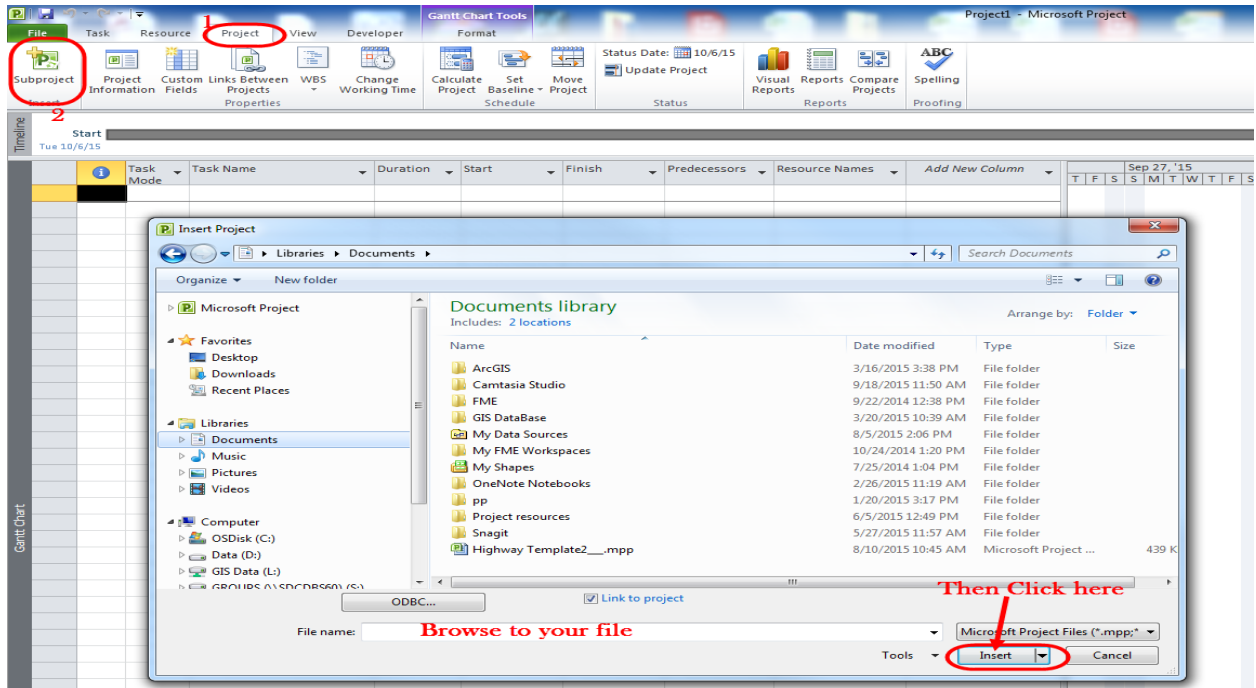 Gantt Chart Tools
Project1 - Microsoft Project
1
File Task Resource Project View Developer Format
Subproject
Project Information
Custom Fields
Links Between Projects
WBS
Change Working Time
Calculate Project
Set Baseline
Move Project
Status Date: 10/6/15
Update Project
Visual Reports
Reports
Compare Projects
ABC
Spelling
Insert Properties Schedule Status Reports Proofing
2
Timeline
Start
Tue 10/6/15
Task Mode Task Name Duration Start Finish Predecessors Resource Names Add New Column
Sep 27, '15
T F S S M T W T F S
Gantt Chart
Insert Project
Libraries Documents
Search Documents
Organize New folder
Microsoft Project
Favorites
Desktop
Downloads
Recent Places
Libraries
Documents
Music
Pictures
Videos
Computer
OSDisk (C:)
Data (D:)
GIS Data (L:)
GROUPS (\\SDCDBS60) (S:)
Documents library
Includes: 2 locations
Arrange by: Folder
Name Date modified Type Size
ArcGIS 3/16/2015 3:38 PM File folder
Camtasia Studio 9/18/2015 11:50 AM File folder
FME 9/22/2014 12:38 PM File folder
GIS DataBase 3/20/2015 10:39 AM File folder
My Data Sources 8/5/2015 2:06 PM File folder
My FME Workspaces 10/24/2014 1:20 PM File folder
My Shapes 7/25/2014 1:04 PM File folder
OneNote Notebooks 2/26/2015 11:19 AM File folder
pp 1/20/2015 3:17 PM File folder
Project resources 6/5/2015 12:49 PM File folder
Snagit 5/27/2015 11:57 AM File folder
Highway Template2___.mpp 8/10/2015 10:45 AM Microsoft Project ... 439 K
Then Click here
ODBC...
Link to project
File name:
Browse to your file
Microsoft Project Files (*.mpp;*
Tools Insert Cancel